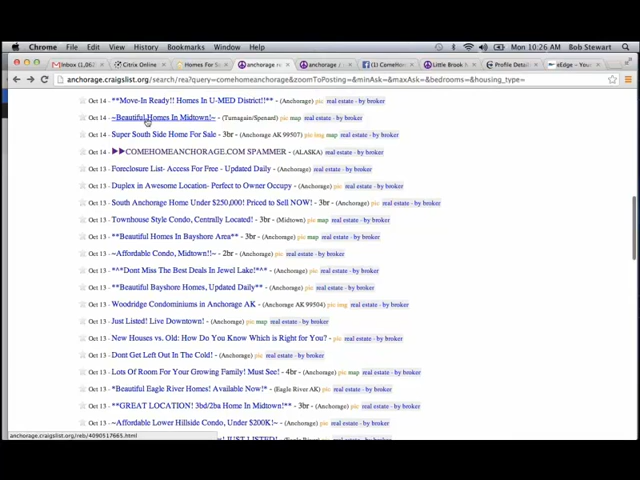 Chrome File Edit View History Bookmarks Window Help Mon 10:26 AM Bob Stewart
Inbox (1,062 Citrix Online Homes For S anchorage re anchorage (1) ComeHom Little Brook Profile Detail eEdge - Your
anchorage.craigslist.org/search/rea?query=comehomeanchorage&zoomToPosting=&minAsk=&maxAsk=&bedrooms=&housing_type=
Oct 14 - **Move-In Ready!! Homes In U-MED District!!** - (Anchorage) pic real estate - by broker
Oct 14 - ~Beautiful Homes In Midtown!~ - (Turnagain/Spenard) pic map real estate - by broker
Oct 14 - Super South Side Home For Sale - 3br - (Anchorage AK 99507) pic img map real estate - by broker
Oct 14 - ►►COMEHOMEANCHORAGE.COM SPAMMER - (ALASKA) real estate - by broker
Oct 13 - Foreclosure List- Access For Free - Updated Daily real estate - by broker
Oct 13 - Duplex in Awesome Location- Perfect to Owner Occupy - (Anchorage) real estate - by broker
Oct 13 - South Anchorage Home Under $250,000! Priced to Sell NOW! - 3br - (Anchorage) pic real estate - by broker
Oct 13 - Townhouse Style Condo, Centrally Located! - 3br - (Midtown) pic map real estate - by broker
Oct 13 - **Beautiful Homes In Bayshore Area** - (Anchorage) pic map real estate - by broker
Oct 13 - ~Affordable Condo, Midtown!!~ - 2br - (Anchorage) pic real estate - by broker
Oct 13 - *^*Dont Miss The Best Deals In Jewel Lake!*^* - (Anchorage) pic real estate - by broker
Oct 13 - **Beautiful Bayshore Homes, Updated Daily** - (Anchorage) pic real estate - by broker
Oct 13 - Woodridge Condominiums in Anchorage AK - (Anchorage AK 99504) pic img real estate - by broker
Oct 13 - Just Listed! Live Downtown! - (Anchorage) pic map real estate - by broker
Oct 13 - New Houses vs. Old: How Do You Know Which is Right for You? - (Anchorage) pic real estate - by broker
Oct 13 - Dont Get Left Out In The Cold! - (Anchorage) pic real estate - by broker
Oct 13 - Lots Of Room For Your Growing Family! Must See! - 4br - (Anchorage) pic map real estate - by broker
Oct 13 - *Beautiful Eagle River Homes! Available Now!* - (Eagle River AK) pic real estate - by broker
Oct 13 - **GREAT LOCATION! 3bd/2ba Home In Midtown!** - 3br - (Anchorage) pic real estate - by broker
Oct 13 - ~Affordable Lower Hillside Condo, Under $200K!~ - (Anchorage) pic real estate - by broker
anchorage.craigslist.org/reb/4090517665.html JUST LISTED! real estate - by broker